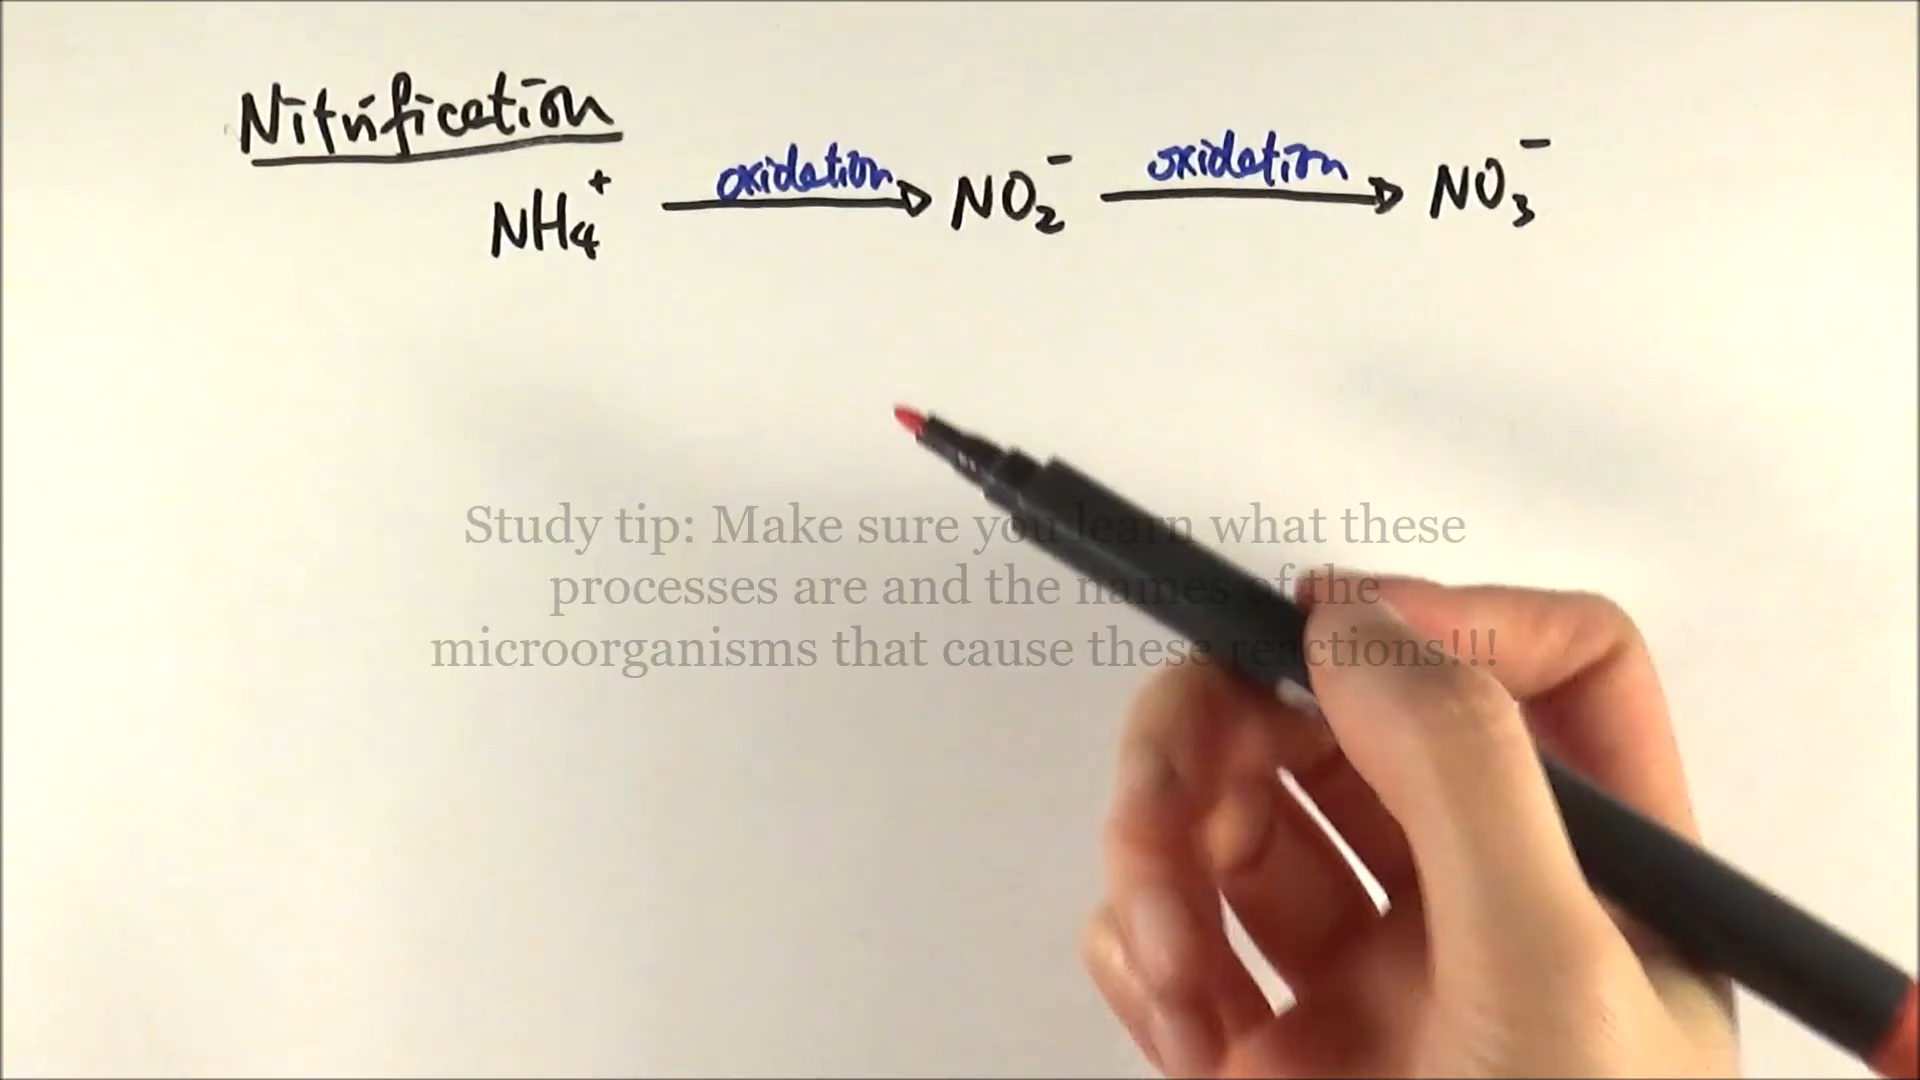 Nitrification
NH₄⁺ oxidation NO₂⁻ oxidation NO₃⁻
Study tip: Make sure you learn what these
processes are and the names of the
microorganisms that cause these reactions!!!